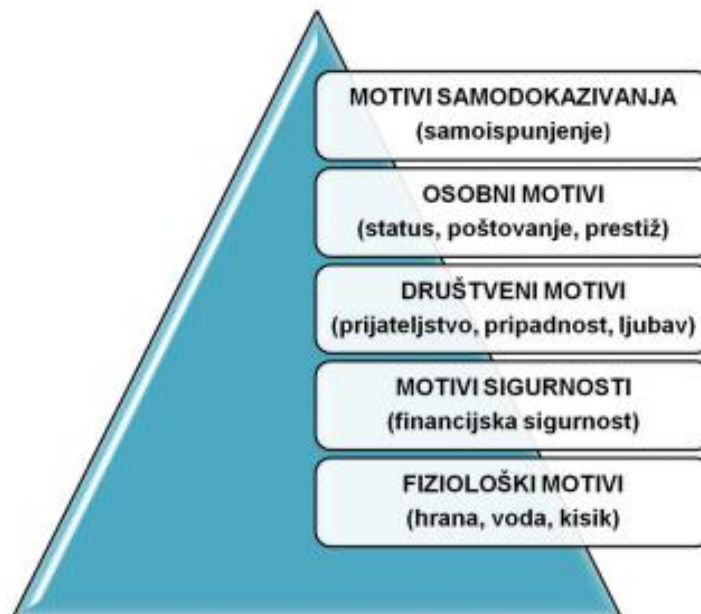 MOTIVI SAMODOKAZIVANJA
(samoispunjenje)
OSOBNI MOTIVI
(status, poštovanje, prestiž)
DRUŠTVENI MOTIVI
(prijateljstvo, pripadnost, ljubav)
MOTIVI SIGURNOSTI
(financijska sigurnost)
FIZIOLOŠKI MOTIVI
(hrana, voda, kisik)